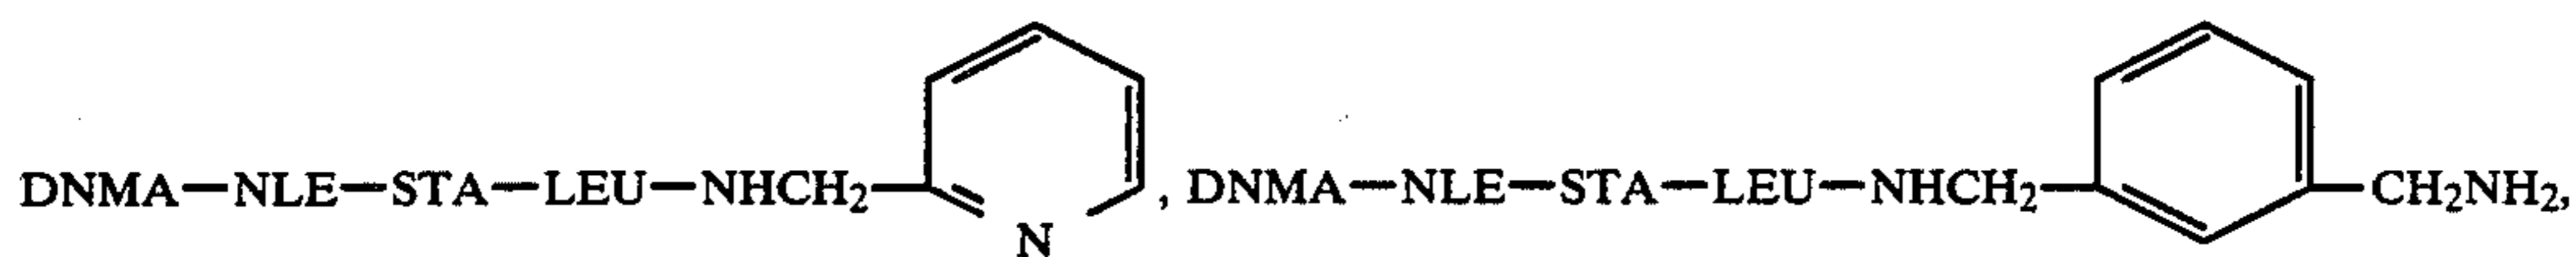 DNMA—NLE—STA—LEU—NHCH₂—N, DNMA—NLE—STA—LEU—NHCH₂—CH₂NH₂,